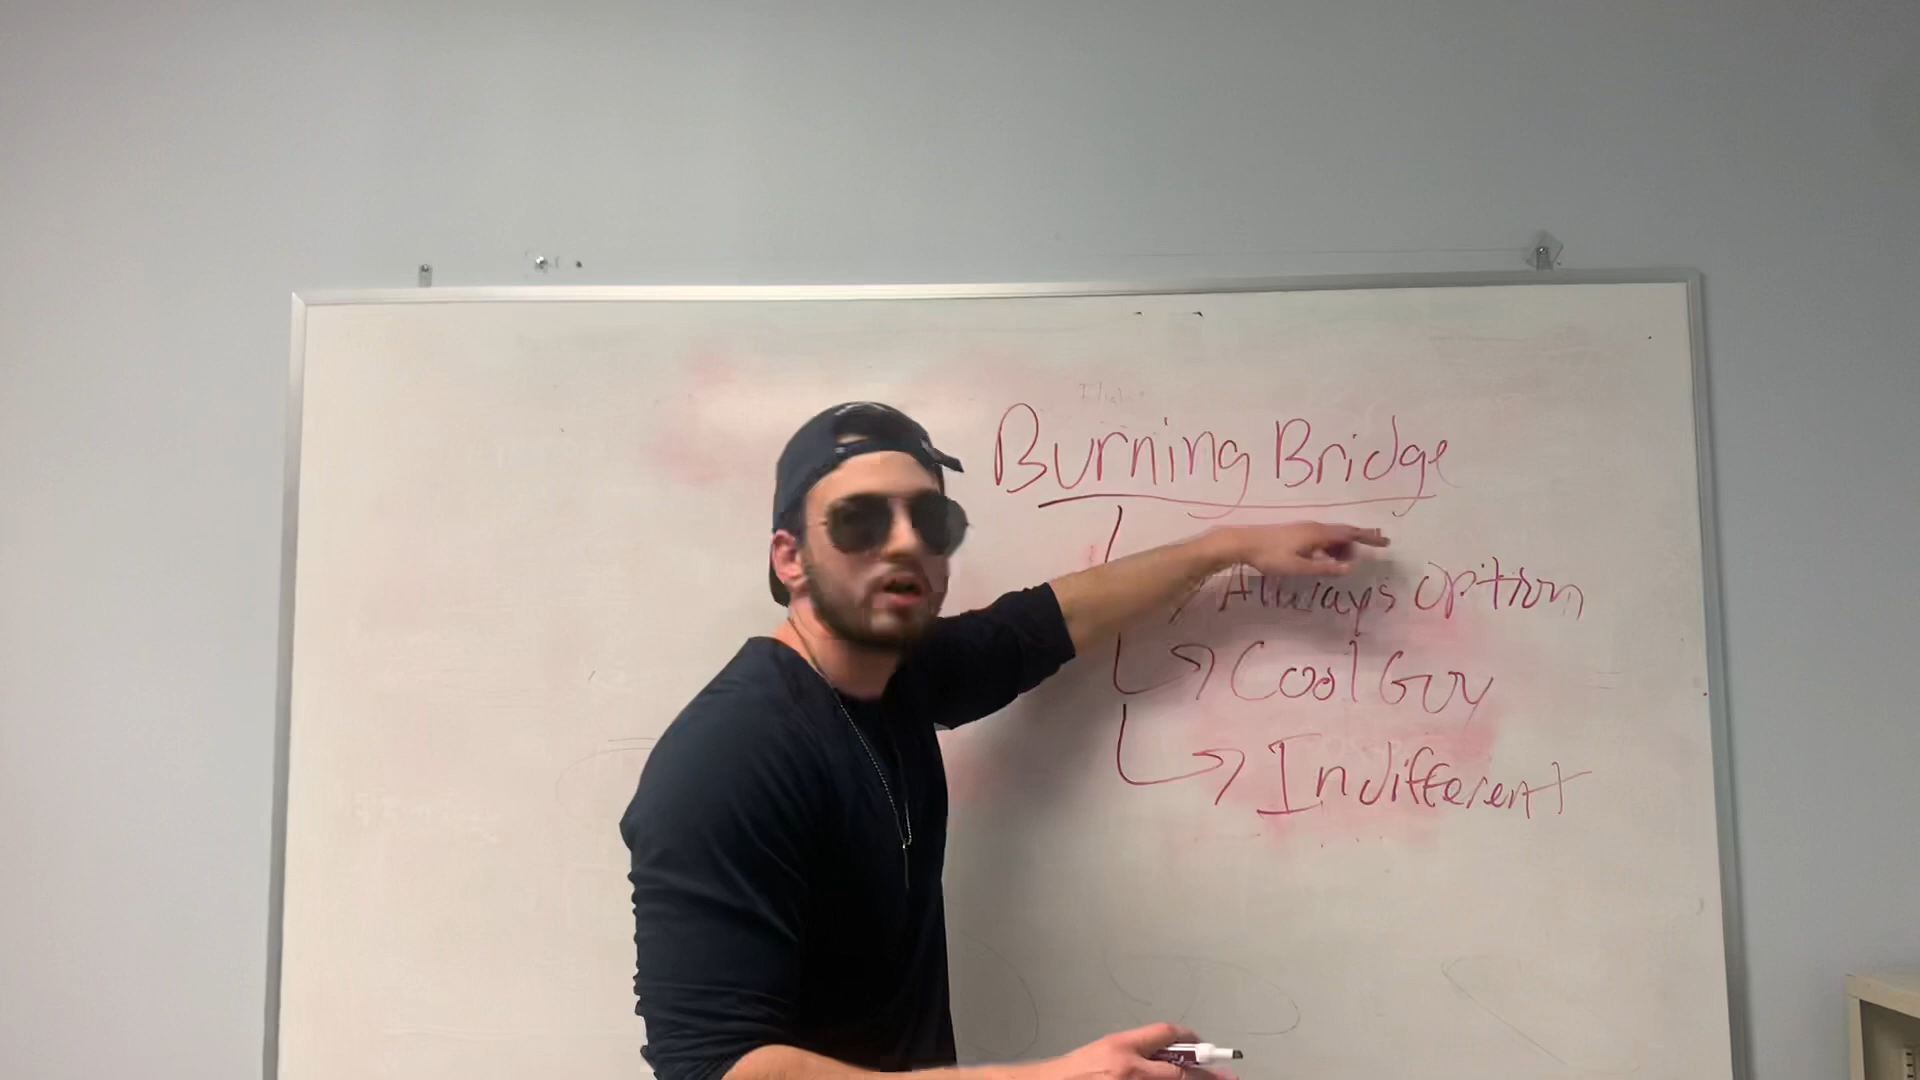 Burning Bridge
Always option
Cool Guy
Indifferent